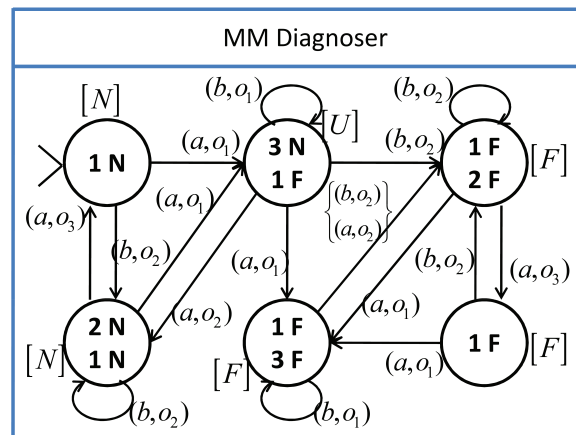 MM Diagnoser
(b,o₁)
(b,o₂)
[N]
[U]
1 N
(a,o₁)
3 N
1 F
(b,o₂)
1 F
2 F
[F]
(a,o₃)
(a,o₁)
{(b,o₂)
(a,o₂)}
(b,o₂)
(a,o₁)
(b,o₂)
(a,o₃)
(a,o₂)
(a,o₁)
2 N
1 N
1 F
3 F
1 F
[F]
[N]
[F]
(a,o₁)
(b,o₂)
(b,o₁)